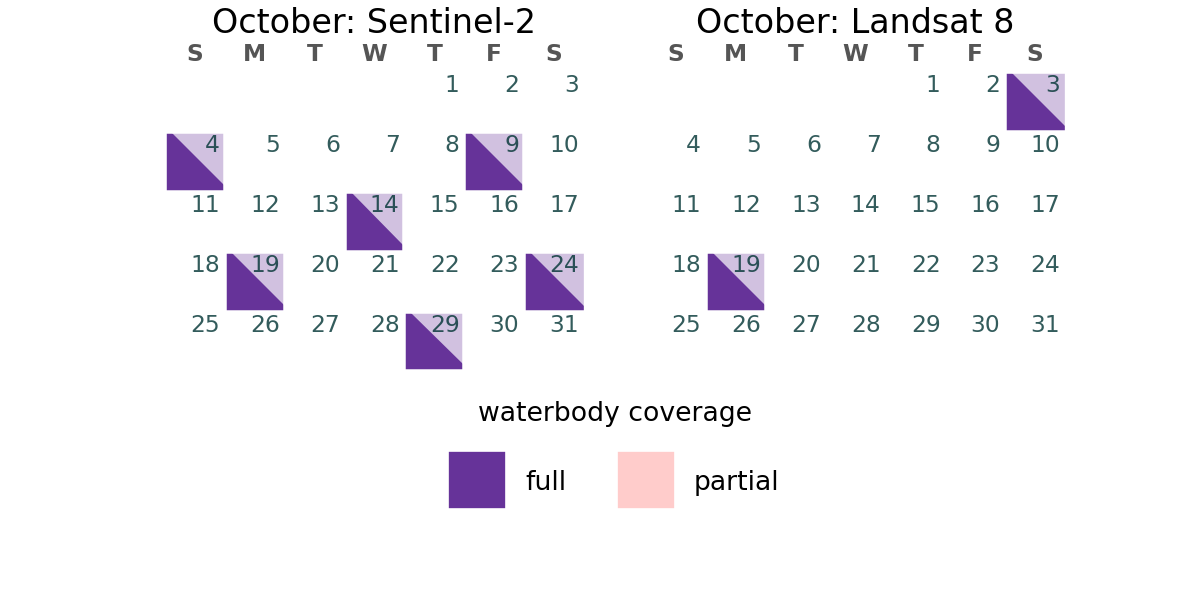 October: Sentinel-2
S M T W T F S
1 2 3
4 5 6 7 8 9 10
11 12 13 14 15 16 17
18 19 20 21 22 23 24
25 26 27 28 29 30 31
October: Landsat 8
S M T W T F S
1 2 3
4 5 6 7 8 9 10
11 12 13 14 15 16 17
18 19 20 21 22 23 24
25 26 27 28 29 30 31
waterbody coverage
full
partial